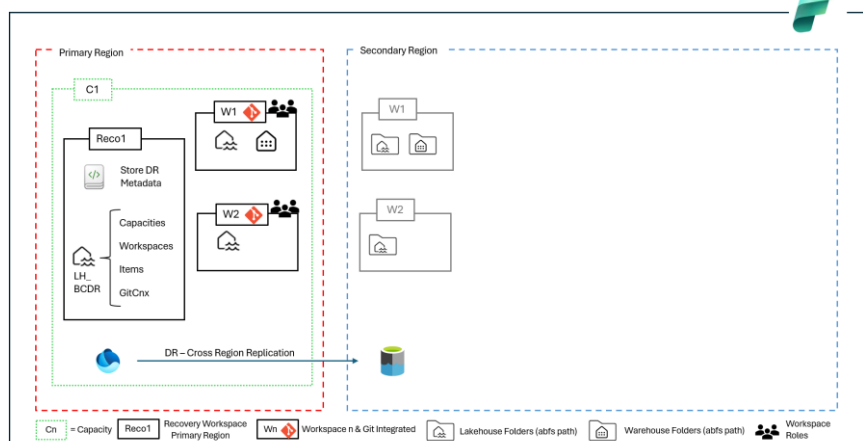 Primary Region
Secondary Region
C1
W1
W1
Reco1
Store DR
Metadata
W2
W2
Capacities
Workspaces
Items
GitCnx
LH_
BCDR
DR – Cross Region Replication
Cn
= Capacity
Reco1
Recovery Workspace
Primary Region
Wn
Workspace n & Git Integrated
Lakehouse Folders (abfs path)
Warehouse Folders (abfs path)
Workspace
Roles